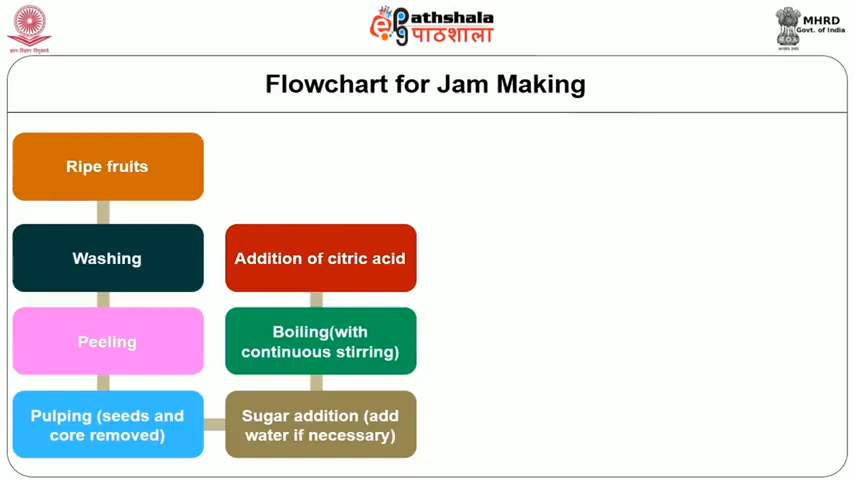 ePathshala
पाठशाला
MHRD
Govt. of India
Flowchart for Jam Making
Ripe fruits
Washing
Peeling
Pulping (seeds and
core removed)
Sugar addition (add
water if necessary)
Boiling(with
continuous stirring)
Addition of citric acid